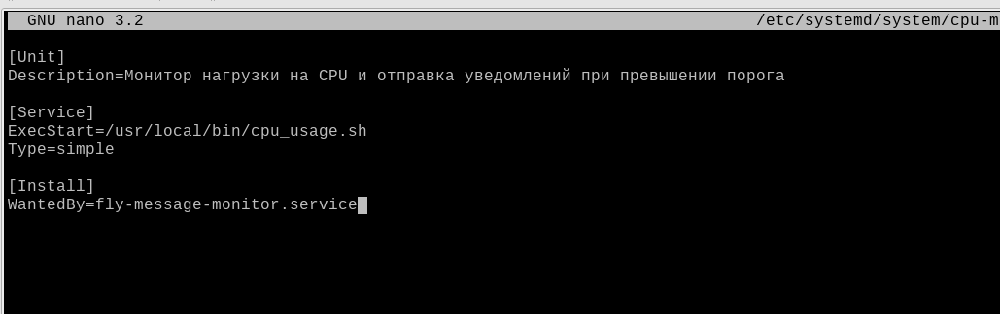 GNU nano 3.2 /etc/systemd/system/cpu-m
[Unit]
Description=Монитор нагрузки на CPU и отправка уведомлений при превышении порога
[Service]
ExecStart=/usr/local/bin/cpu_usage.sh
Type=simple
[Install]
WantedBy=fly-message-monitor.service